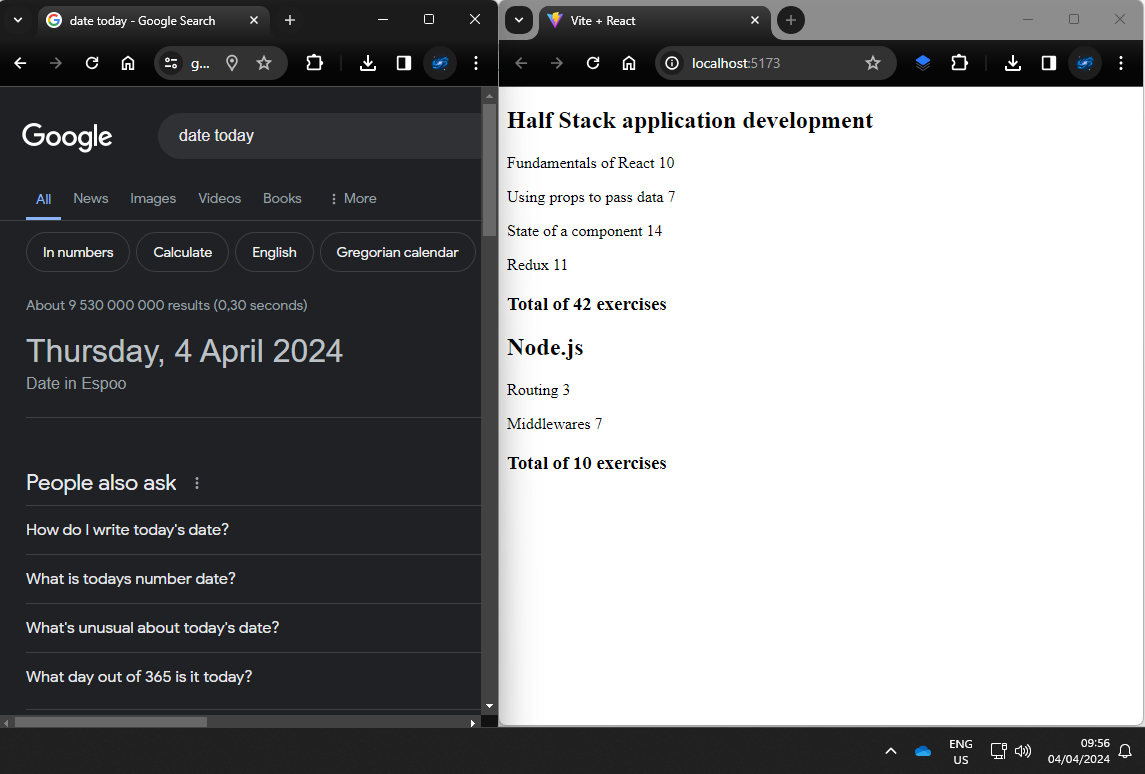 date today - Google Search
g...
Google
date today
All
News
Images
Videos
Books
More
In numbers
Calculate
English
Gregorian calendar
About 9 530 000 000 results (0,30 seconds)
Thursday, 4 April 2024
Date in Espoo
People also ask
How do I write today's date?
What is todays number date?
What's unusual about today's date?
What day out of 365 is it today?
Vite + React
localhost:5173
Half Stack application development
Fundamentals of React 10
Using props to pass data 7
State of a component 14
Redux 11
Total of 42 exercises
Node.js
Routing 3
Middlewares 7
Total of 10 exercises
ENG
US
09:56
04/04/2024